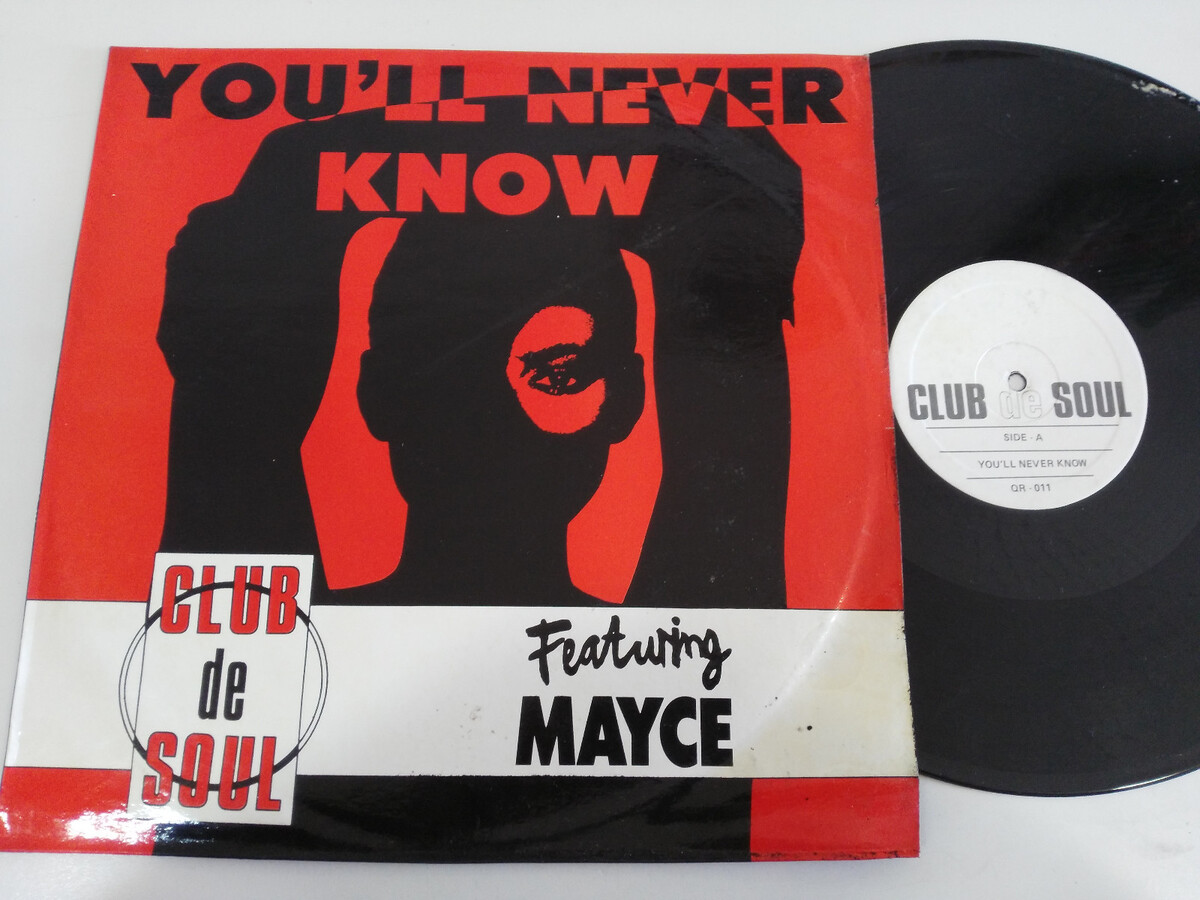 YOU'LL NEVER
KNOW
CLUB
de
SOUL
Featuring
MAYCE
CLUB de SOUL
SIDE - A
YOU'LL NEVER KNOW
QR - 011